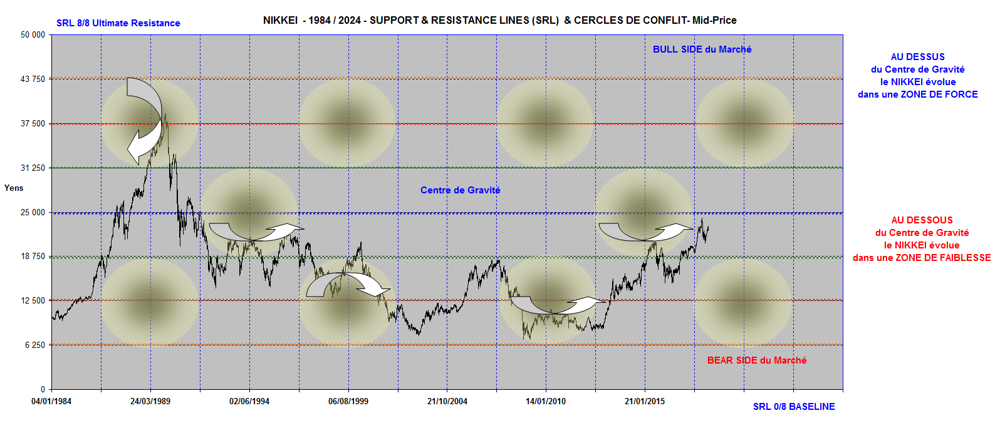 NIKKEI - 1984 / 2024 - SUPPORT & RESISTANCE LINES (SRL) & CERCLES DE CONFLIT- Mid-Price
SRL 8/8 Ultimate Resistance
50 000
BULL SIDE du Marché
AU DESSUS
du Centre de Gravité
le NIKKEI évolue
dans une ZONE DE FORCE
43 750
37 500
31 250
Yens
Centre de Gravité
25 000
AU DESSOUS
du Centre de Gravité
le NIKKEI évolue
dans une ZONE DE FAIBLESSE
18 750
12 500
6 250
BEAR SIDE du Marché
0
04/01/1984
24/03/1989
02/06/1994
06/08/1999
21/10/2004
14/01/2010
21/01/2015
SRL 0/8 BASELINE